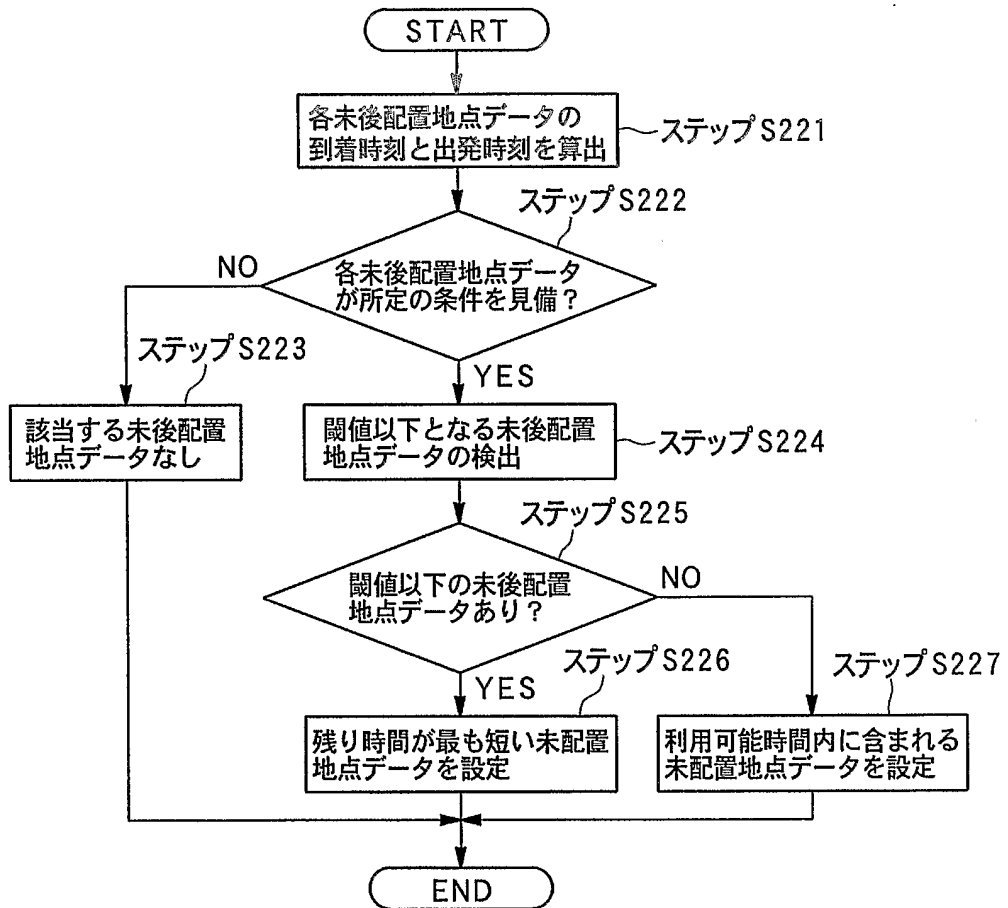 START
各未後配置地点データの
到着時刻と出発時刻を算出
ステップS221
ステップS222
各未後配置地点データ
が所定の条件を見備？
NO
YES
ステップS223
該当する未後配置
地点データなし
閾値以下となる未後配置
地点データの検出
ステップS224
ステップS225
閾値以下の未後配置
地点データあり？
NO
YES
ステップS226
残り時間が最も短い未配置
地点データを設定
ステップS227
利用可能時間内に含まれる
未配置地点データを設定
END